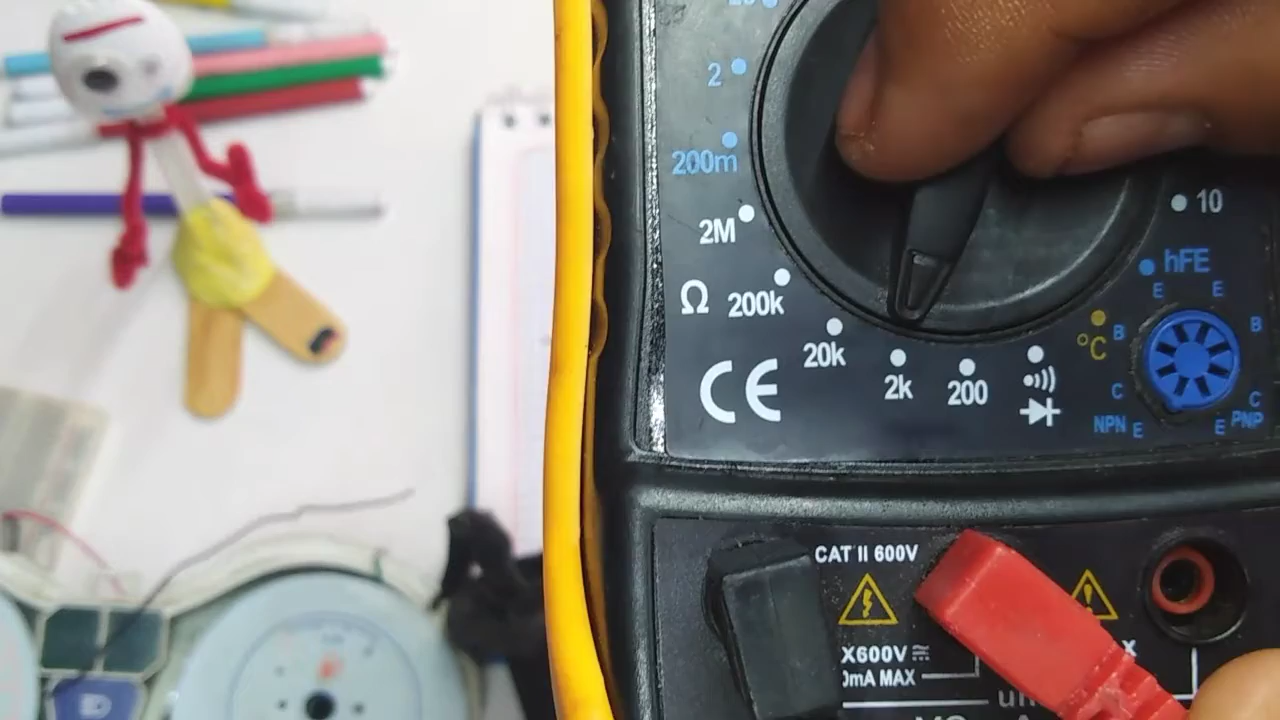 2
200m
10
2M
hFE
E E
Ω 200k
B B
°C
20k
2k
200
CE
C C
NPN E E PNP
CAT II 600V
X600V
0mA MAX